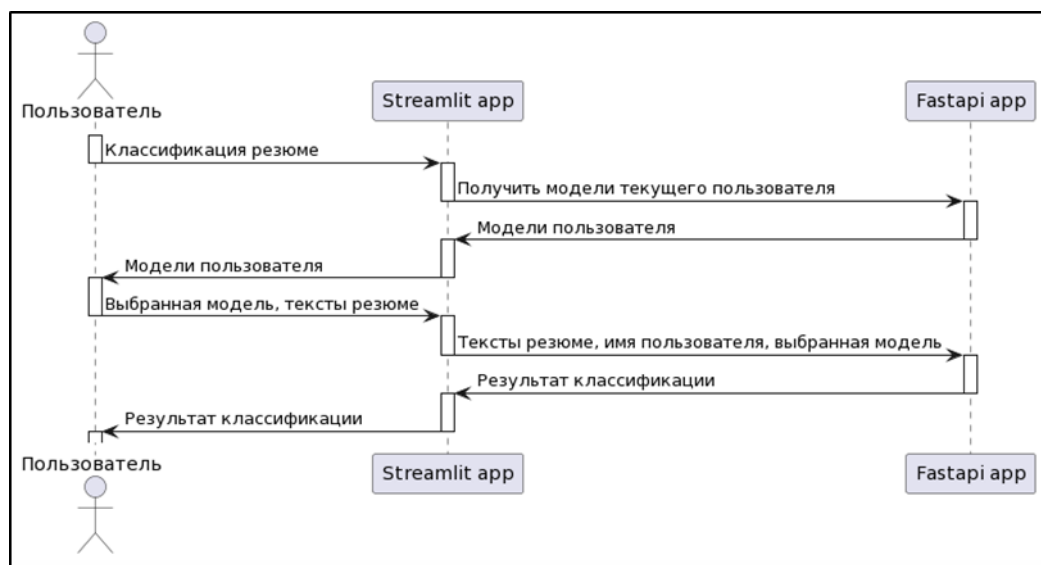 Пользователь
Streamlit app
Fastapi app
Классификация резюме
Получить модели текущего пользователя
Модели пользователя
Модели пользователя
Выбранная модель, тексты резюме
Тексты резюме, имя пользователя, выбранная модель
Результат классификации
Результат классификации
Пользователь
Streamlit app
Fastapi app